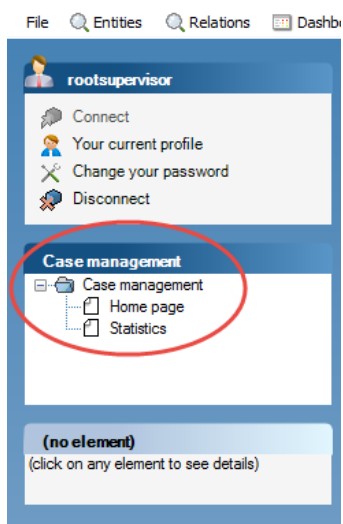 File Entities Relations Dashb
rootsupervisor
Connect
Your current profile
Change your password
Disconnect
Case management
Case management
Home page
Statistics
(no element)
(click on any element to see details)